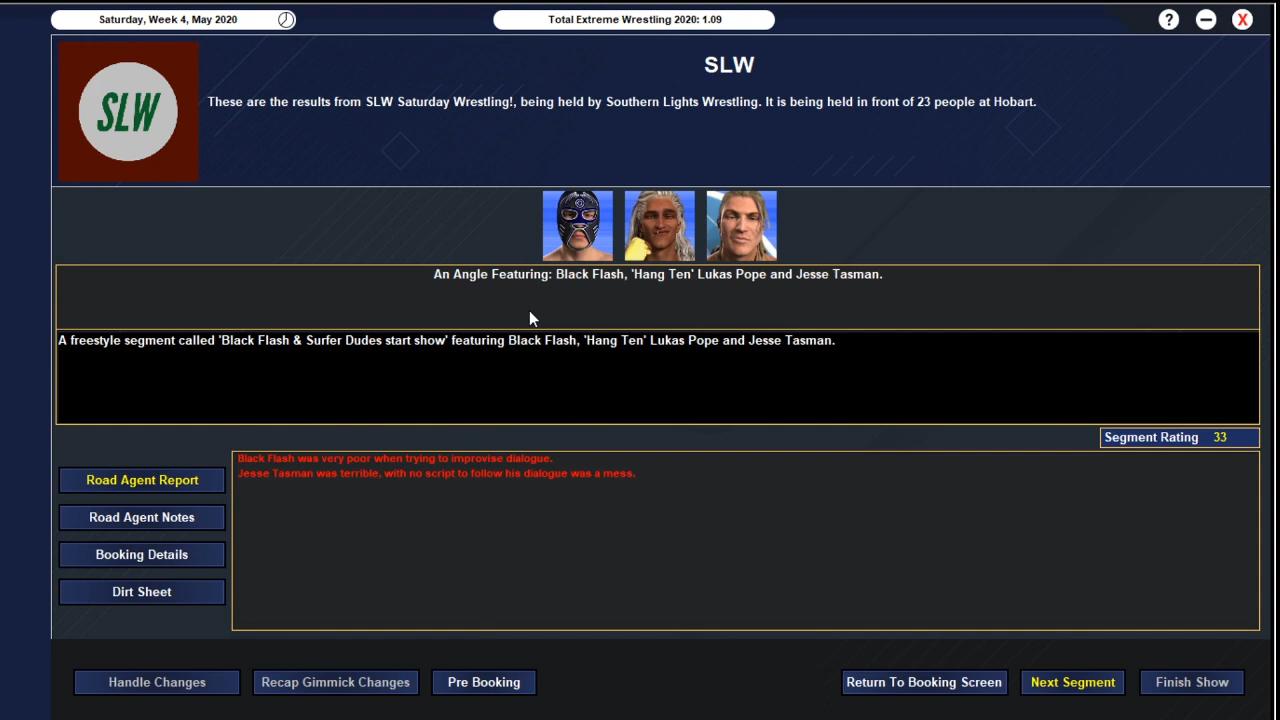 Saturday, Week 4, May 2020
Total Extreme Wrestling 2020: 1.09
?
X
SLW
SLW
These are the results from SLW Saturday Wrestling!, being held by Southern Lights Wrestling. It is being held in front of 23 people at Hobart.
An Angle Featuring: Black Flash, 'Hang Ten' Lukas Pope and Jesse Tasman.
A freestyle segment called 'Black Flash & Surfer Dudes start show' featuring Black Flash, 'Hang Ten' Lukas Pope and Jesse Tasman.
Segment Rating 33
Black Flash was very poor when trying to improvise dialogue.
Jesse Tasman was terrible, with no script to follow his dialogue was a mess.
Road Agent Report
Road Agent Notes
Booking Details
Dirt Sheet
Handle Changes
Recap Gimmick Changes
Pre Booking
Return To Booking Screen
Next Segment
Finish Show